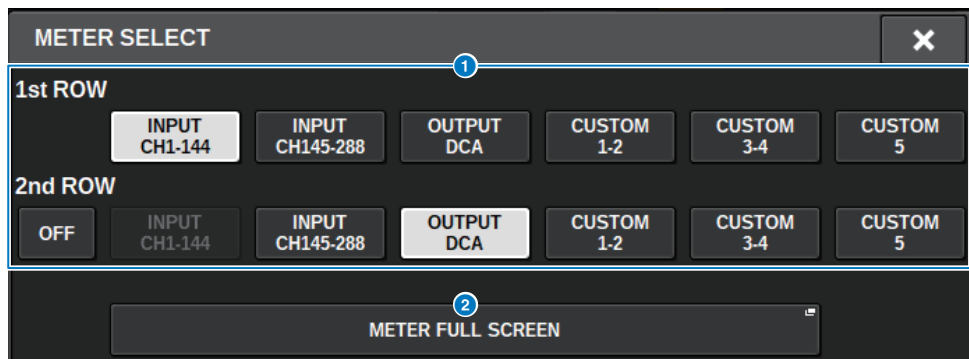 METER SELECT
1
1st ROW
INPUT
CH1-144
INPUT
CH145-288
OUTPUT
DCA
CUSTOM
1-2
CUSTOM
3-4
CUSTOM
5
2nd ROW
OFF
INPUT
CH1-144
INPUT
CH145-288
OUTPUT
DCA
CUSTOM
1-2
CUSTOM
3-4
CUSTOM
5
2
METER FULL SCREEN